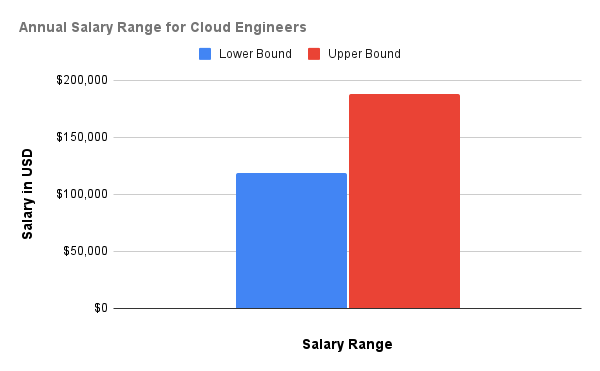 Annual Salary Range for Cloud Engineers
Lower Bound
Upper Bound
$200,000
$150,000
$100,000
$50,000
$0
Salary in USD
Salary Range